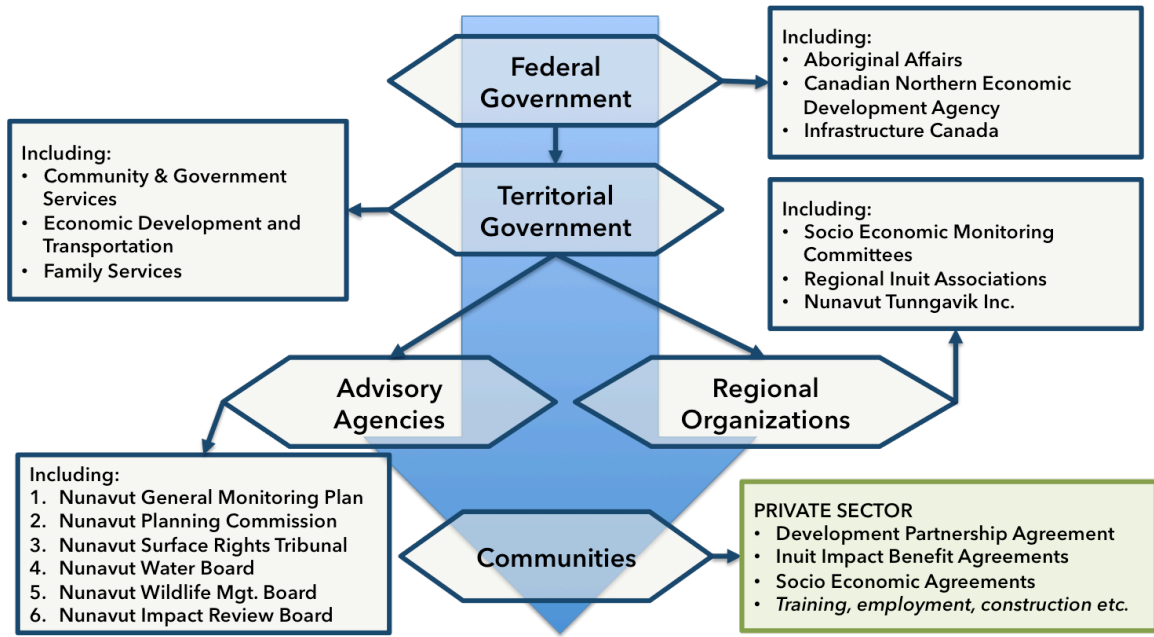 Federal
Government
Including:
• Aboriginal Affairs
• Canadian Northern Economic
Development Agency
• Infrastructure Canada
Including:
• Community & Government
Services
• Economic Development and
Transportation
• Family Services
Territorial
Government
Including:
• Socio Economic Monitoring
Committees
• Regional Inuit Associations
• Nunavut Tunngavik Inc.
Advisory
Agencies
Regional
Organizations
Including:
1. Nunavut General Monitoring Plan
2. Nunavut Planning Commission
3. Nunavut Surface Rights Tribunal
4. Nunavut Water Board
5. Nunavut Wildlife Mgt. Board
6. Nunavut Impact Review Board
Communities
PRIVATE SECTOR
• Development Partnership Agreement
• Inuit Impact Benefit Agreements
• Socio Economic Agreements
• Training, employment, construction etc.